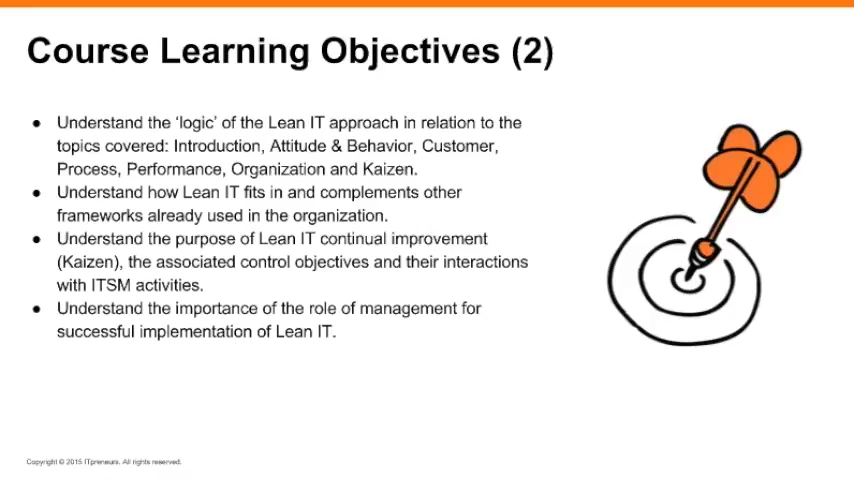 Course Learning Objectives (2)
● Understand the ‘logic’ of the Lean IT approach in relation to the
topics covered: Introduction, Attitude & Behavior, Customer,
Process, Performance, Organization and Kaizen.
● Understand how Lean IT fits in and complements other
frameworks already used in the organization.
● Understand the purpose of Lean IT continual improvement
(Kaizen), the associated control objectives and their interactions
with ITSM activities.
● Understand the importance of the role of management for
successful implementation of Lean IT.
Copyright © 2015 ITpreneurs. All rights reserved.